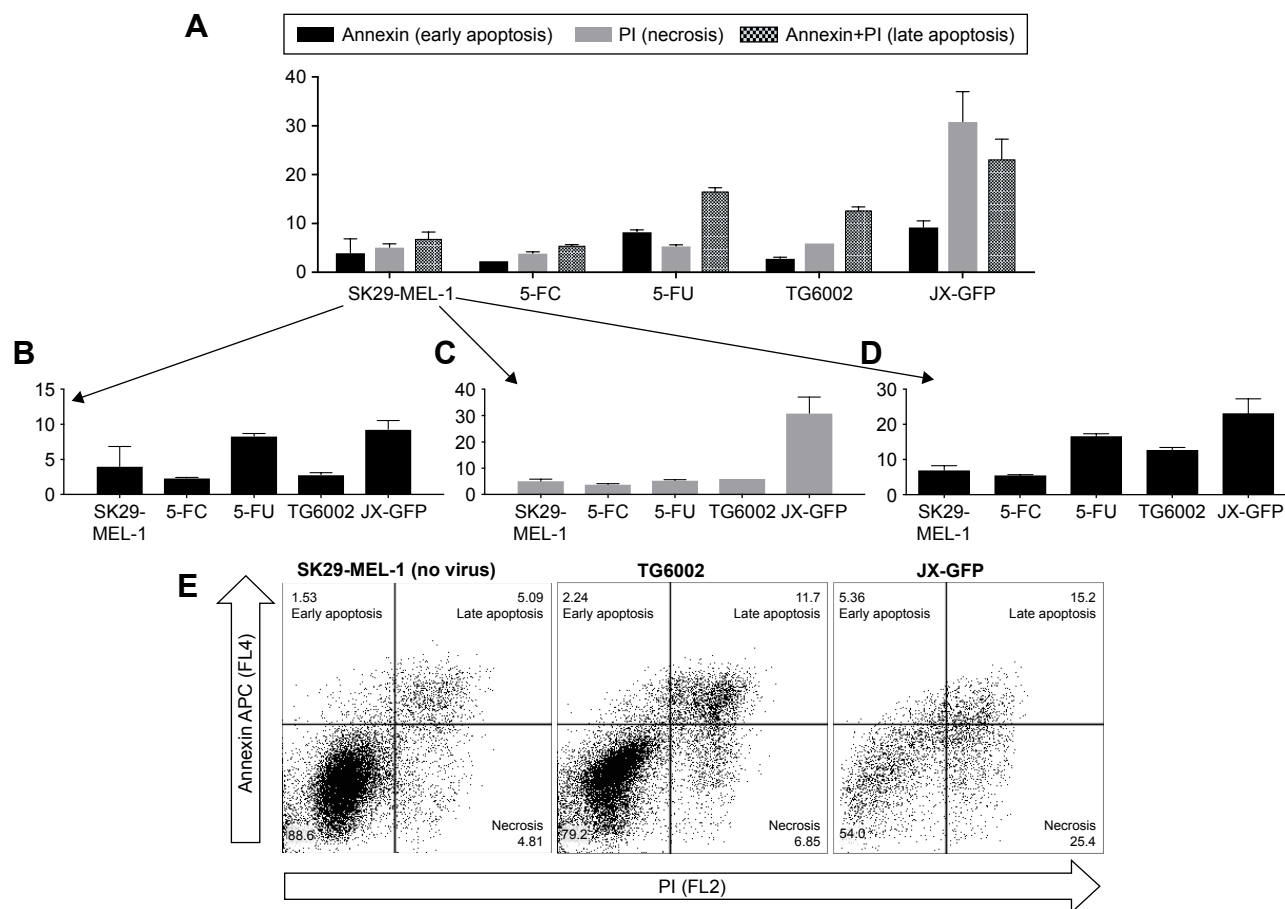 A
Annexin (early apoptosis) PI (necrosis) Annexin+PI (late apoptosis)
40
30
20
10
0
SK29-MEL-1 5-FC 5-FU TG6002 JX-GFP
B
15
10
5
0
SK29-
MEL-1
5-FC 5-FU TG6002 JX-GFP
C
40
30
20
10
0
SK29-
MEL-1
5-FC 5-FU TG6002 JX-GFP
D
30
20
10
0
SK29-
MEL-1
5-FC 5-FU TG6002 JX-GFP
E
Annexin APC (FL4)
SK29-MEL-1 (no virus)
1.53 5.09
Early apoptosis Late apoptosis
88.6
Necrosis
4.81
TG6002
2.24 11.7
Early apoptosis Late apoptosis
79.2
Necrosis
6.85
JX-GFP
5.36 15.2
Early apoptosis Late apoptosis
54.0
Necrosis
25.4
PI (FL2)